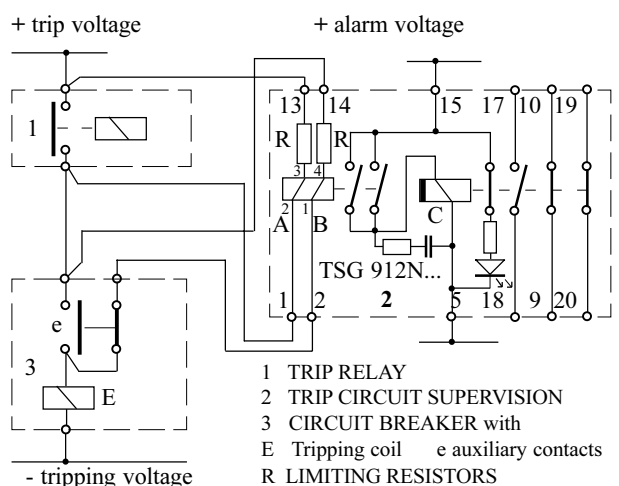 + trip voltage + alarm voltage
13 14 15 17 10 19
1 R R
3 4
2 1
A B C
TSG 912N...
e 1 2 2 5 18 9 20
3
E
1 TRIP RELAY
2 TRIP CIRCUIT SUPERVISION
3 CIRCUIT BREAKER with
E Tripping coil e auxiliary contacts
- tripping voltage R LIMITING RESISTORS